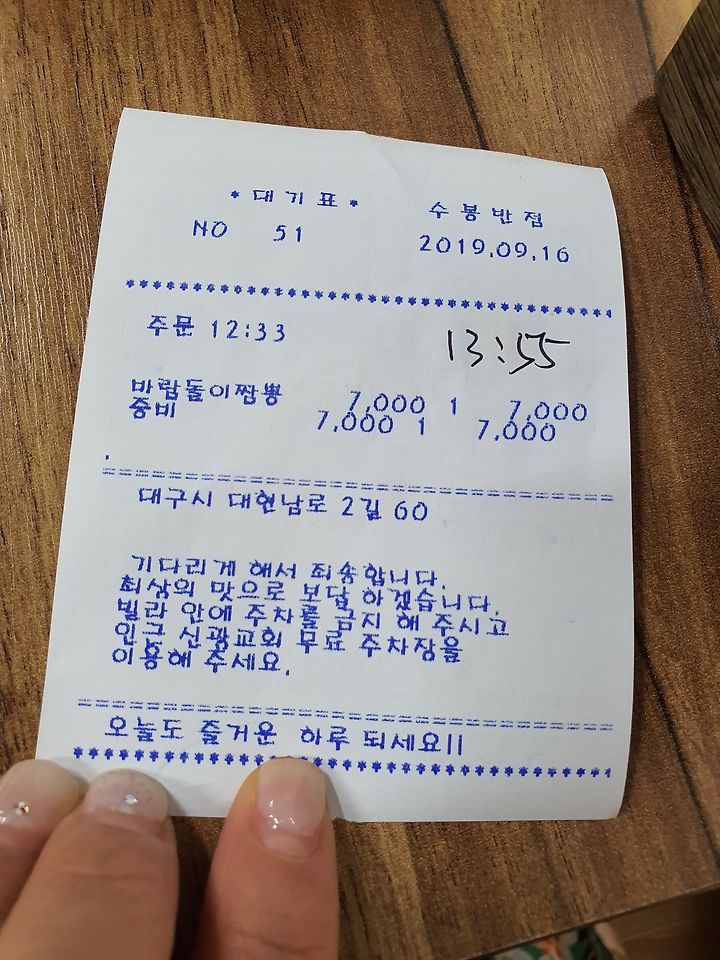 * 대 기 표 * 수 봉 반 점
NO 51 2019.09.16
주문 12:33 13:55
바람돌이짬뽕 7,000 1 7,000
중비 7,000 1 7,000
대구시 대현남로 2길 60
기다리게 해서 죄송합니다.
최상의 맛으로 보답 하겠습니다.
빌라 안에 주차를 금지 해 주시고
인근 신광교회 무료 주차장을
이용해 주세요.
오늘도 즐거운 하루 되세요!!